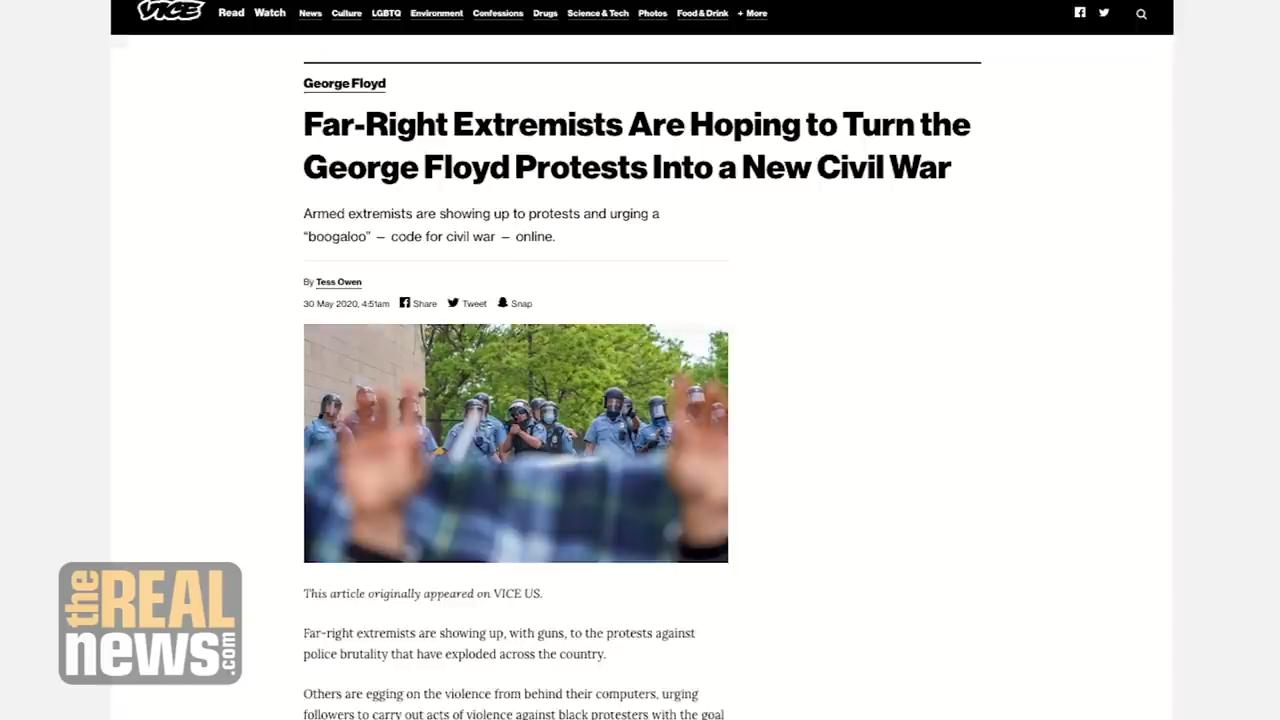 VICE Read Watch News Culture LGBTQ Environment Confessions Drugs Science & Tech Photos Food & Drink + More
George Floyd
Far-Right Extremists Are Hoping to Turn the
George Floyd Protests Into a New Civil War
Armed extremists are showing up to protests and urging a
“boogaloo” — code for civil war — online.
By Tess Owen
30 May 2020, 4:51am Share Tweet Snap
This article originally appeared on VICE US.
Far-right extremists are showing up, with guns, to the protests against
police brutality that have exploded across the country.
Others are egging on the violence from behind their computers, urging
followers to carry out acts of violence against black protesters with the goal
the
REAL
news.com